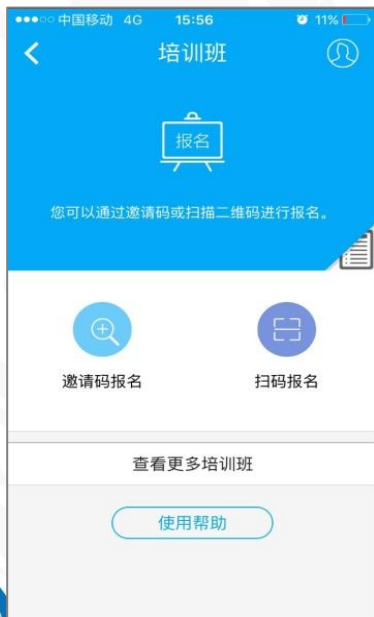 中国移动 4G 15:56 11%
培训班
报名
您可以通过邀请码或扫描二维码进行报名。
邀请码报名 扫码报名
查看更多培训班
使用帮助